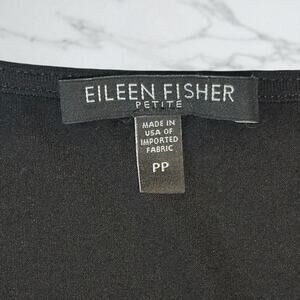 EILEEN FISHER
PETITE
MADE IN
USA OF
IMPORTED
FABRIC
PP